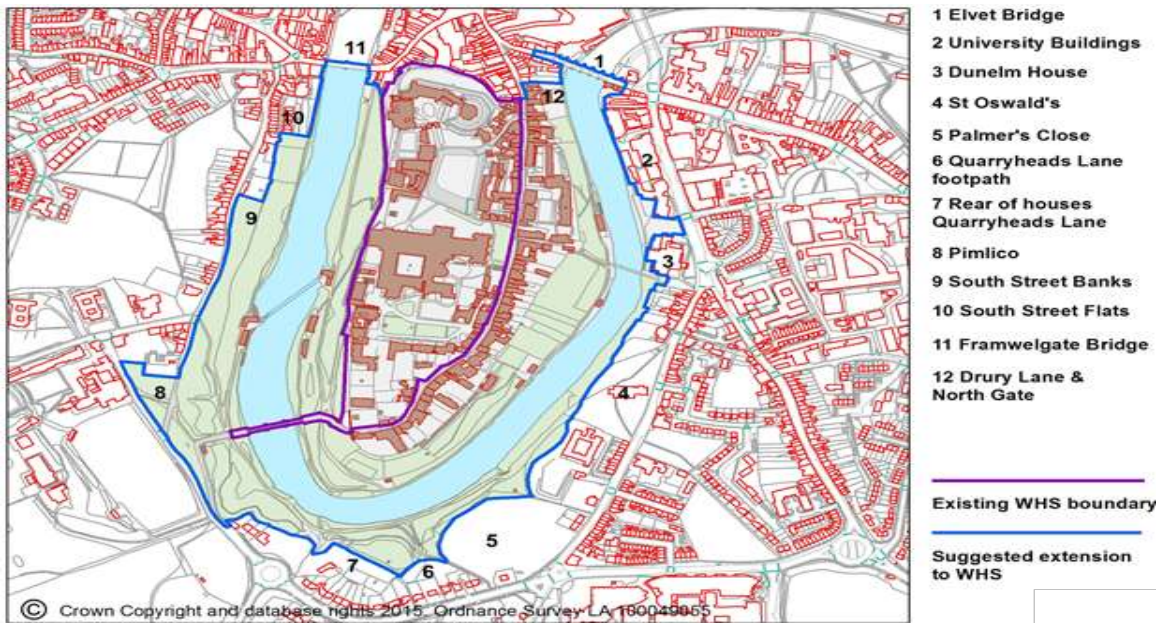 11
1
12
10
2
9
3
8
4
5
7
6
© Crown Copyright and database rights 2015. Ordnance Survey LA 100049055
1 Elvet Bridge
2 University Buildings
3 Dunelm House
4 St Oswald's
5 Palmer's Close
6 Quarryheads Lane
footpath
7 Rear of houses
Quarryheads Lane
8 Pimlico
9 South Street Banks
10 South Street Flats
11 Framwelgate Bridge
12 Drury Lane &
North Gate
Existing WHS boundary
Suggested extension
to WHS